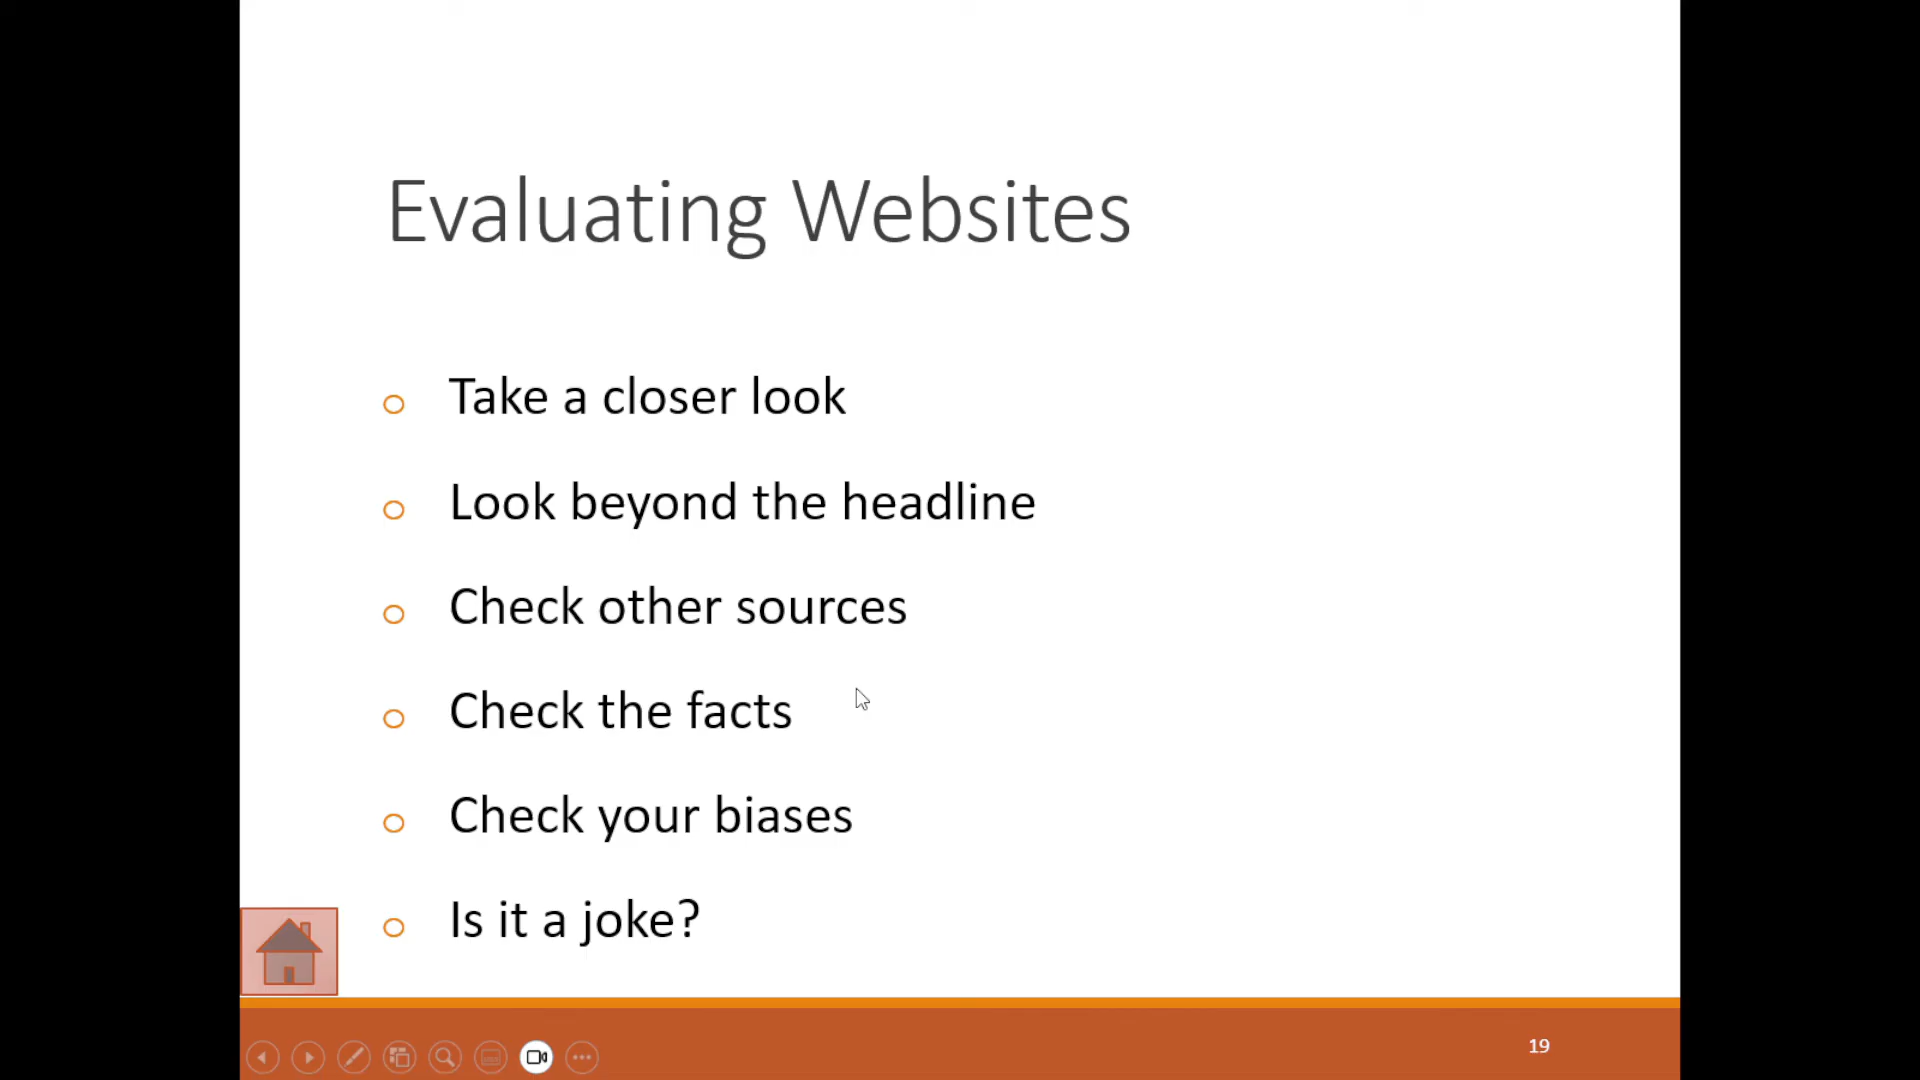 Evaluating Websites
Take a closer look
Look beyond the headline
Check other sources
Check the facts
Check your biases
Is it a joke?
19